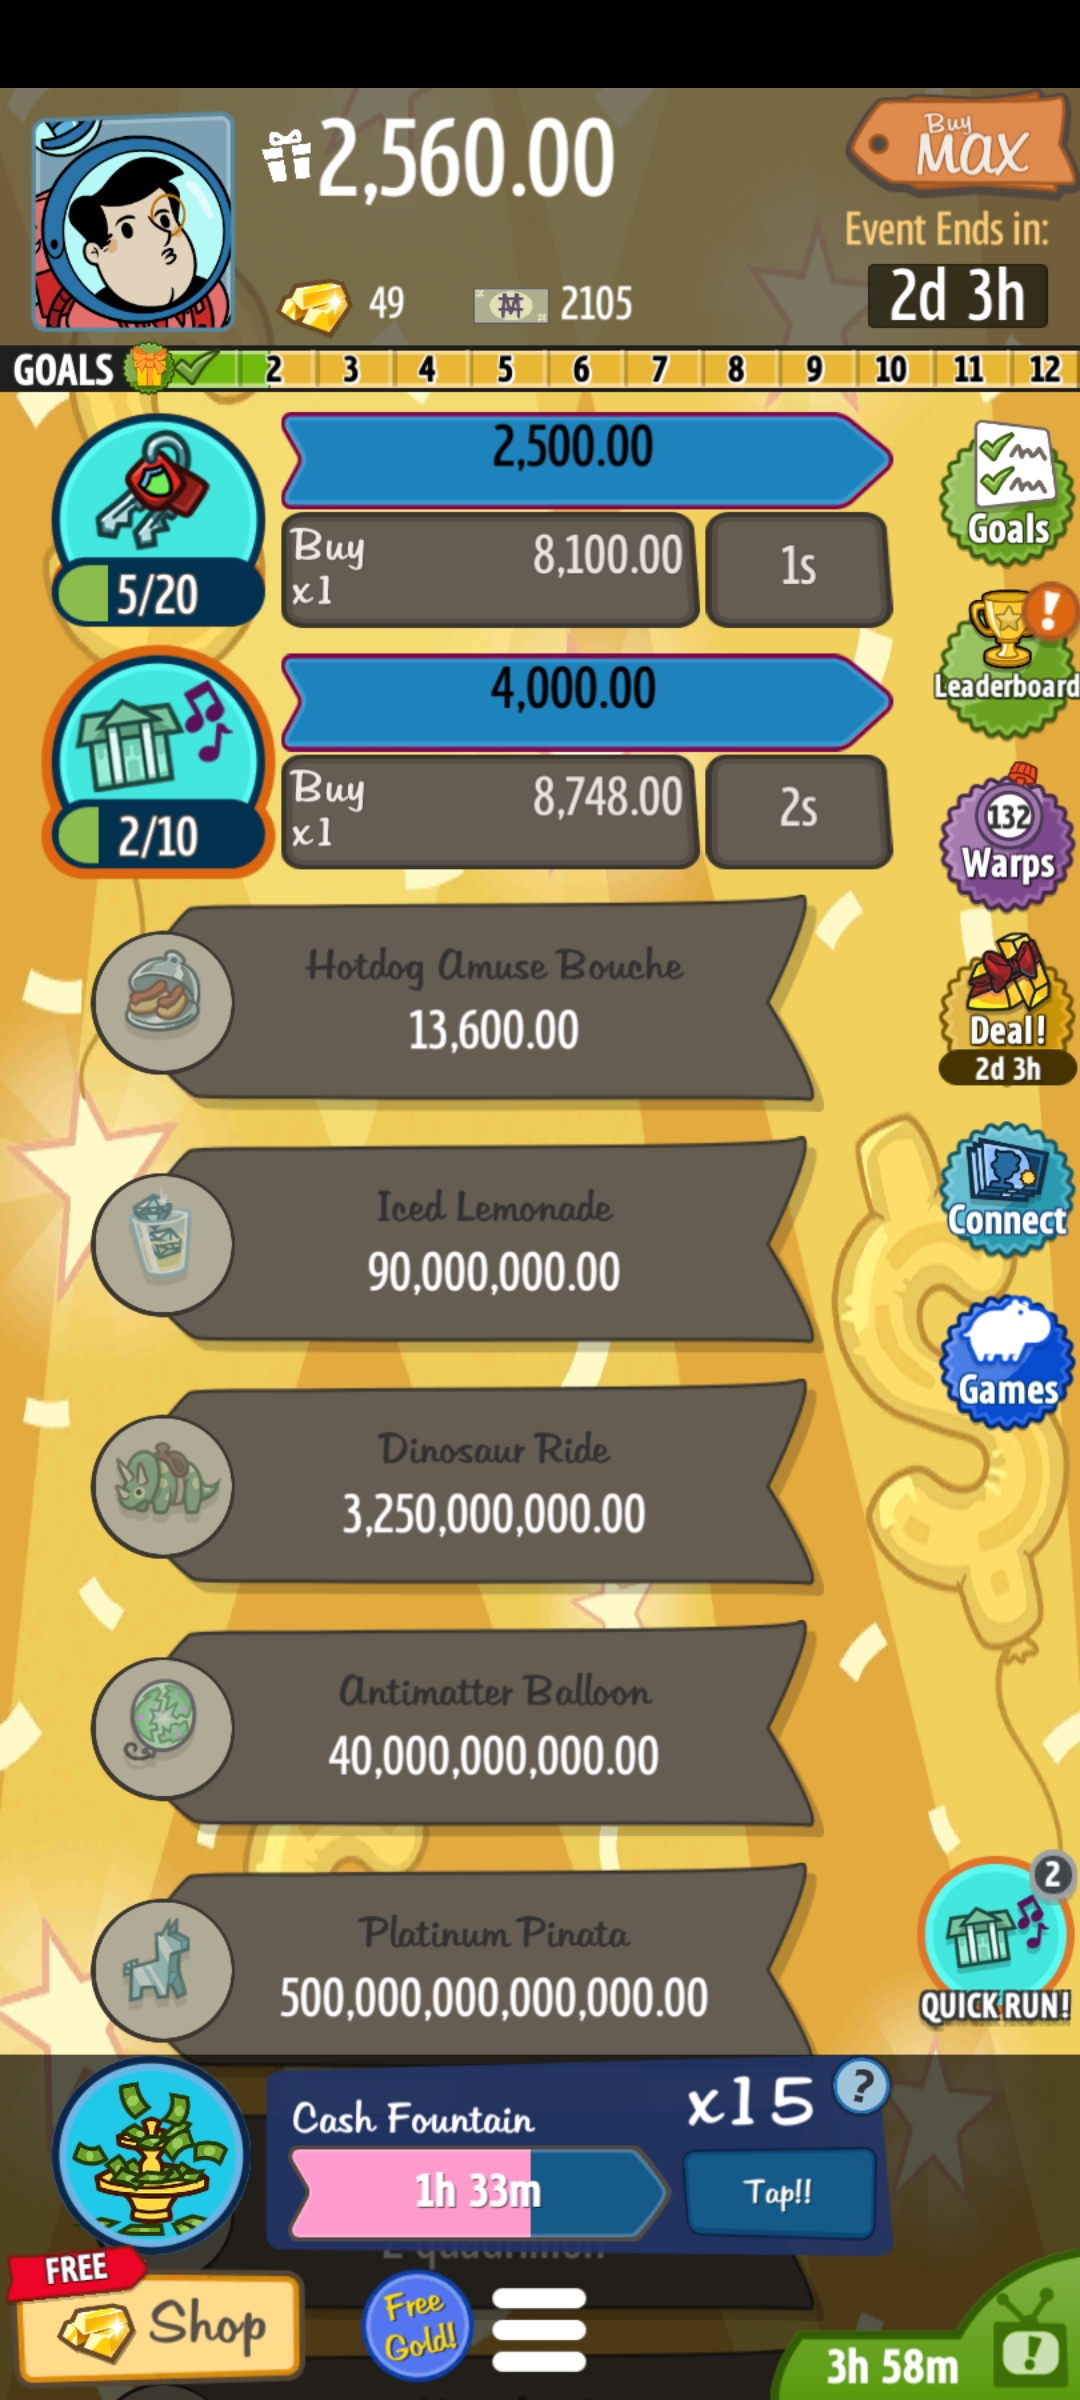 2,560.00
Buy
MAX
Event Ends in:
49
2105
2d 3h
GOALS 2 3 4 5 6 7 8 9 10 11 12
2,500.00
Buy
x1
8,100.00
1s
5/20
Goals
Leaderboard
4,000.00
Buy
x1
8,748.00
2s
2/10
132
Warps
Hotdog Amuse Bouche
13,600.00
Deal!
2d 3h
Iced Lemonade
90,000,000.00
Connect
Games
Dinosaur Ride
3,250,000,000.00
Antimatter Balloon
40,000,000,000.00
2
Platinum Pinata
500,000,000,000,000.00
QUICK RUN!
Cash Fountain
x15
?
1h 33m
Tap!!
2 quadrillion
FREE
Shop
Free
Gold!
3h 58m